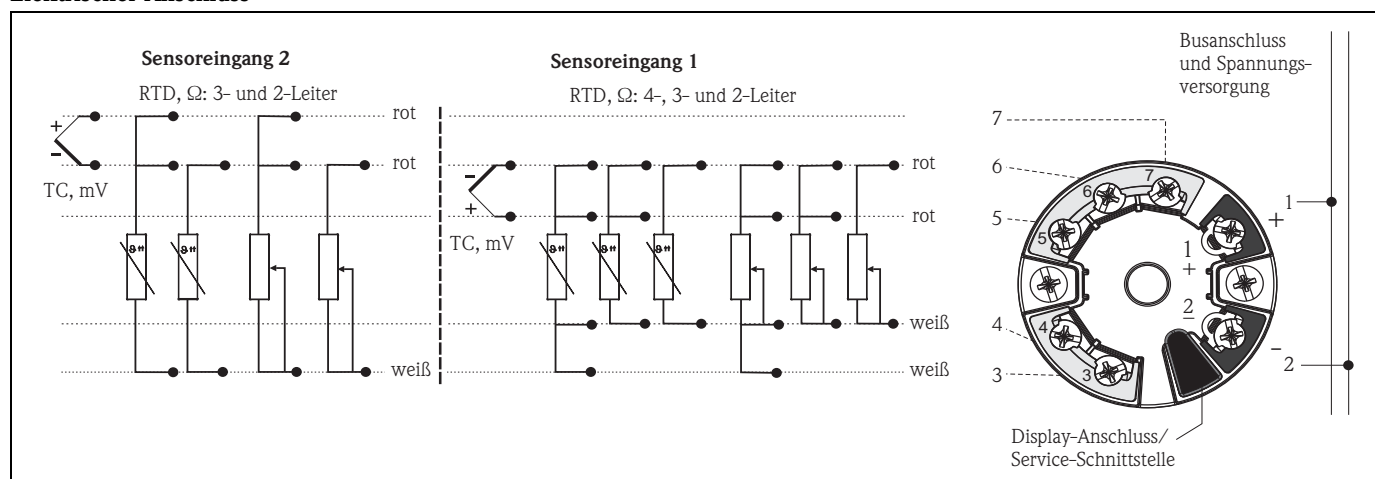 Sensoreingang 2
RTD, Ω: 3- und 2-Leiter
rot
rot
weiß
+
-
TC, mV
Sensoreingang 1
RTD, Ω: 4-, 3- und 2-Leiter
-
+
TC, mV
rot
rot
weiß
weiß
Busanschluss
und Spannungs-
versorgung
7
6
5
4
3
7
6
5
4
3
1
+
2
-
1
+
-
2
Display-Anschluss/
Service-Schnittstelle